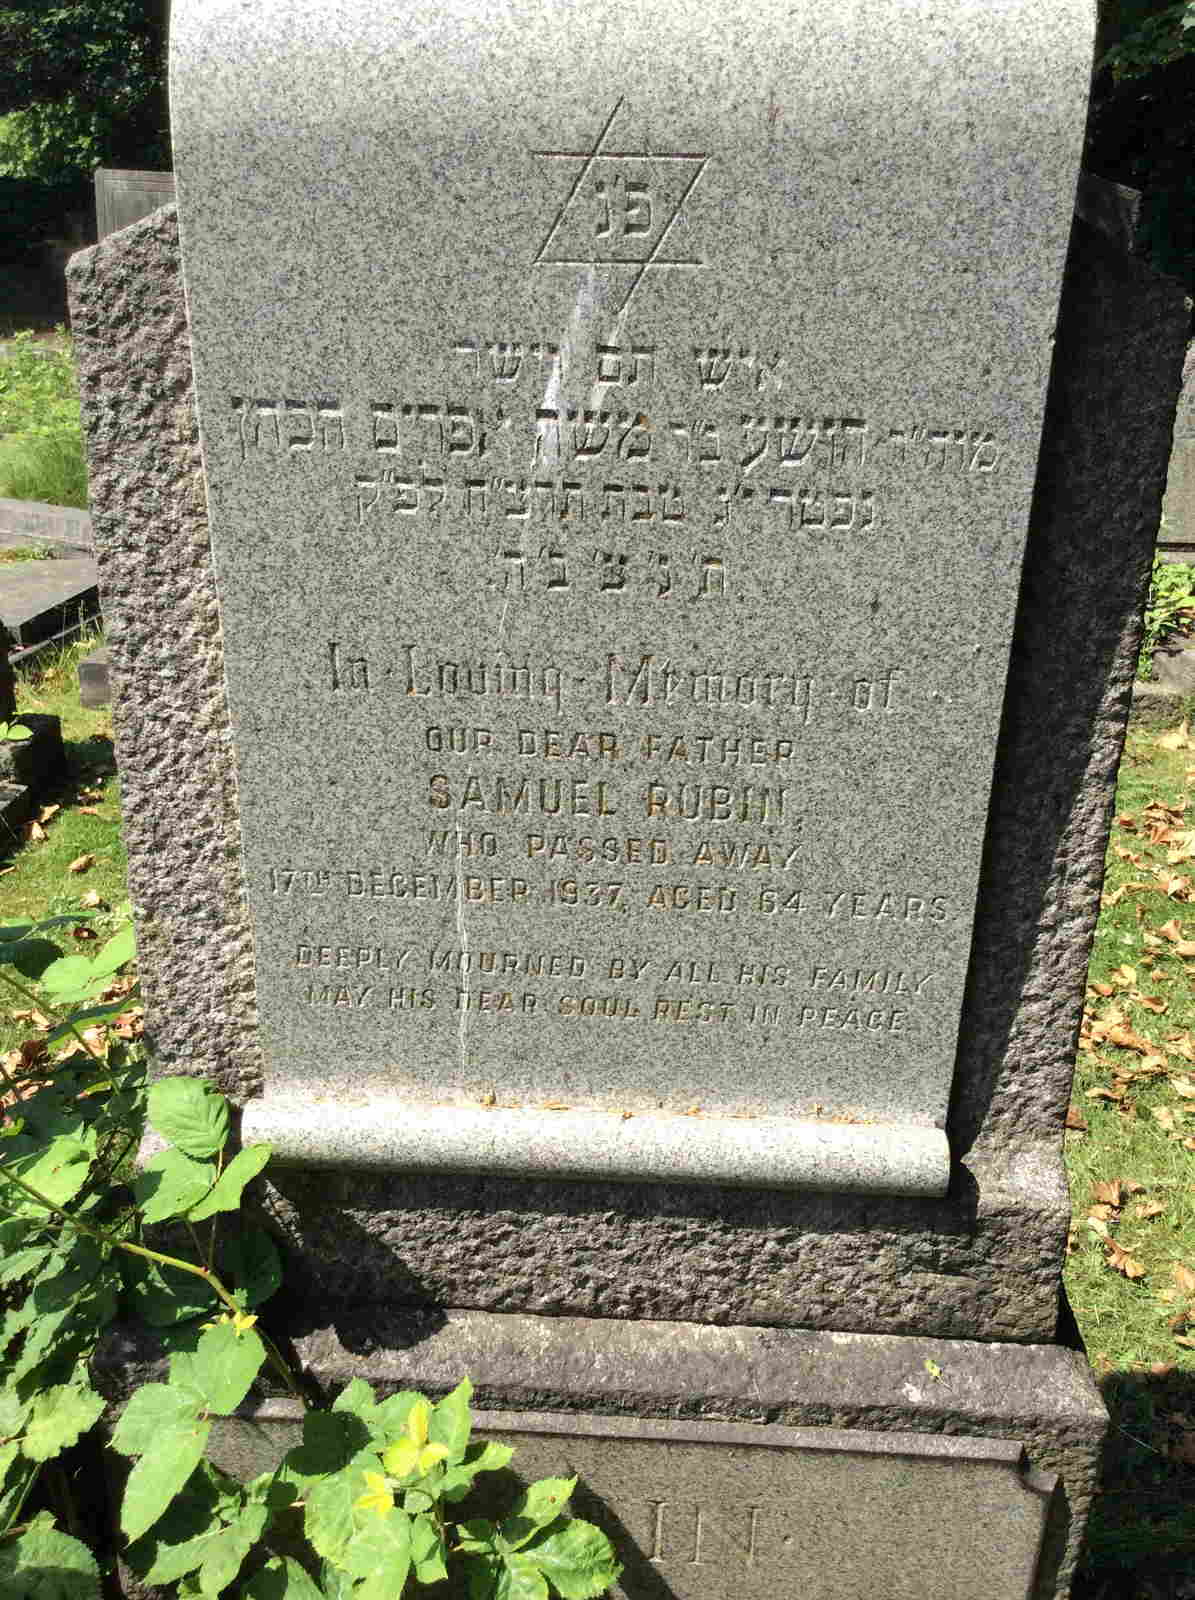 פ'נ
איש תם וישר
מוה"ר הושע ב"ר משה אפרים הכהן
נפטר י"ג טבת תרצ"ח לפ"ק
ת' נ' צ' ב' ה'
In · Loving · Memory · of
OUR DEAR FATHER
SAMUEL RUBIN,
WHO PASSED AWAY
17TH DECEMBER 1937, AGED 64 YEARS.
DEEPLY MOURNED BY ALL HIS FAMILY
MAY HIS DEAR SOUL REST IN PEACE